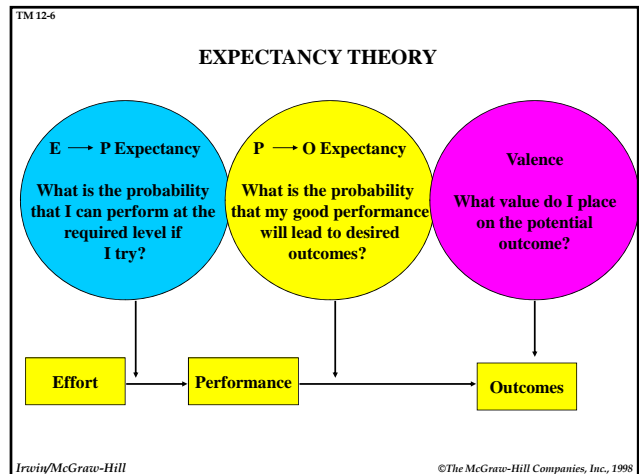 TM 12-6
EXPECTANCY THEORY
E → P Expectancy
What is the probability
that I can perform at the
required level if
I try?
P → O Expectancy
What is the probability
that my good performance
will lead to desired
outcomes?
Valence
What value do I place
on the potential
outcome?
Effort
Performance
Outcomes
Irwin/McGraw-Hill
©The McGraw-Hill Companies, Inc., 1998